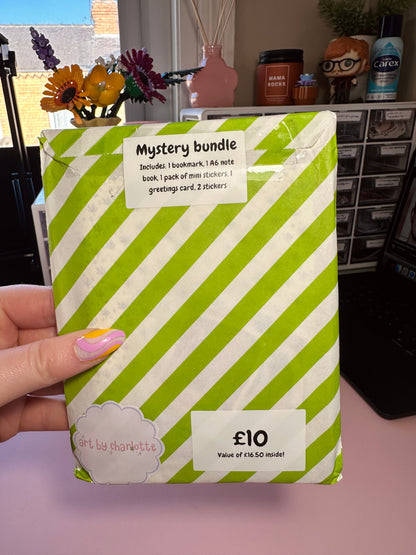 carex
MAMA
ROCKS
Mystery bundle
Includes: 1 bookmark, 1 A6 note
book, 1 pack of mini stickers, 1
greetings card, 2 stickers
art by charlotte
£10
Value of £16.50 inside!